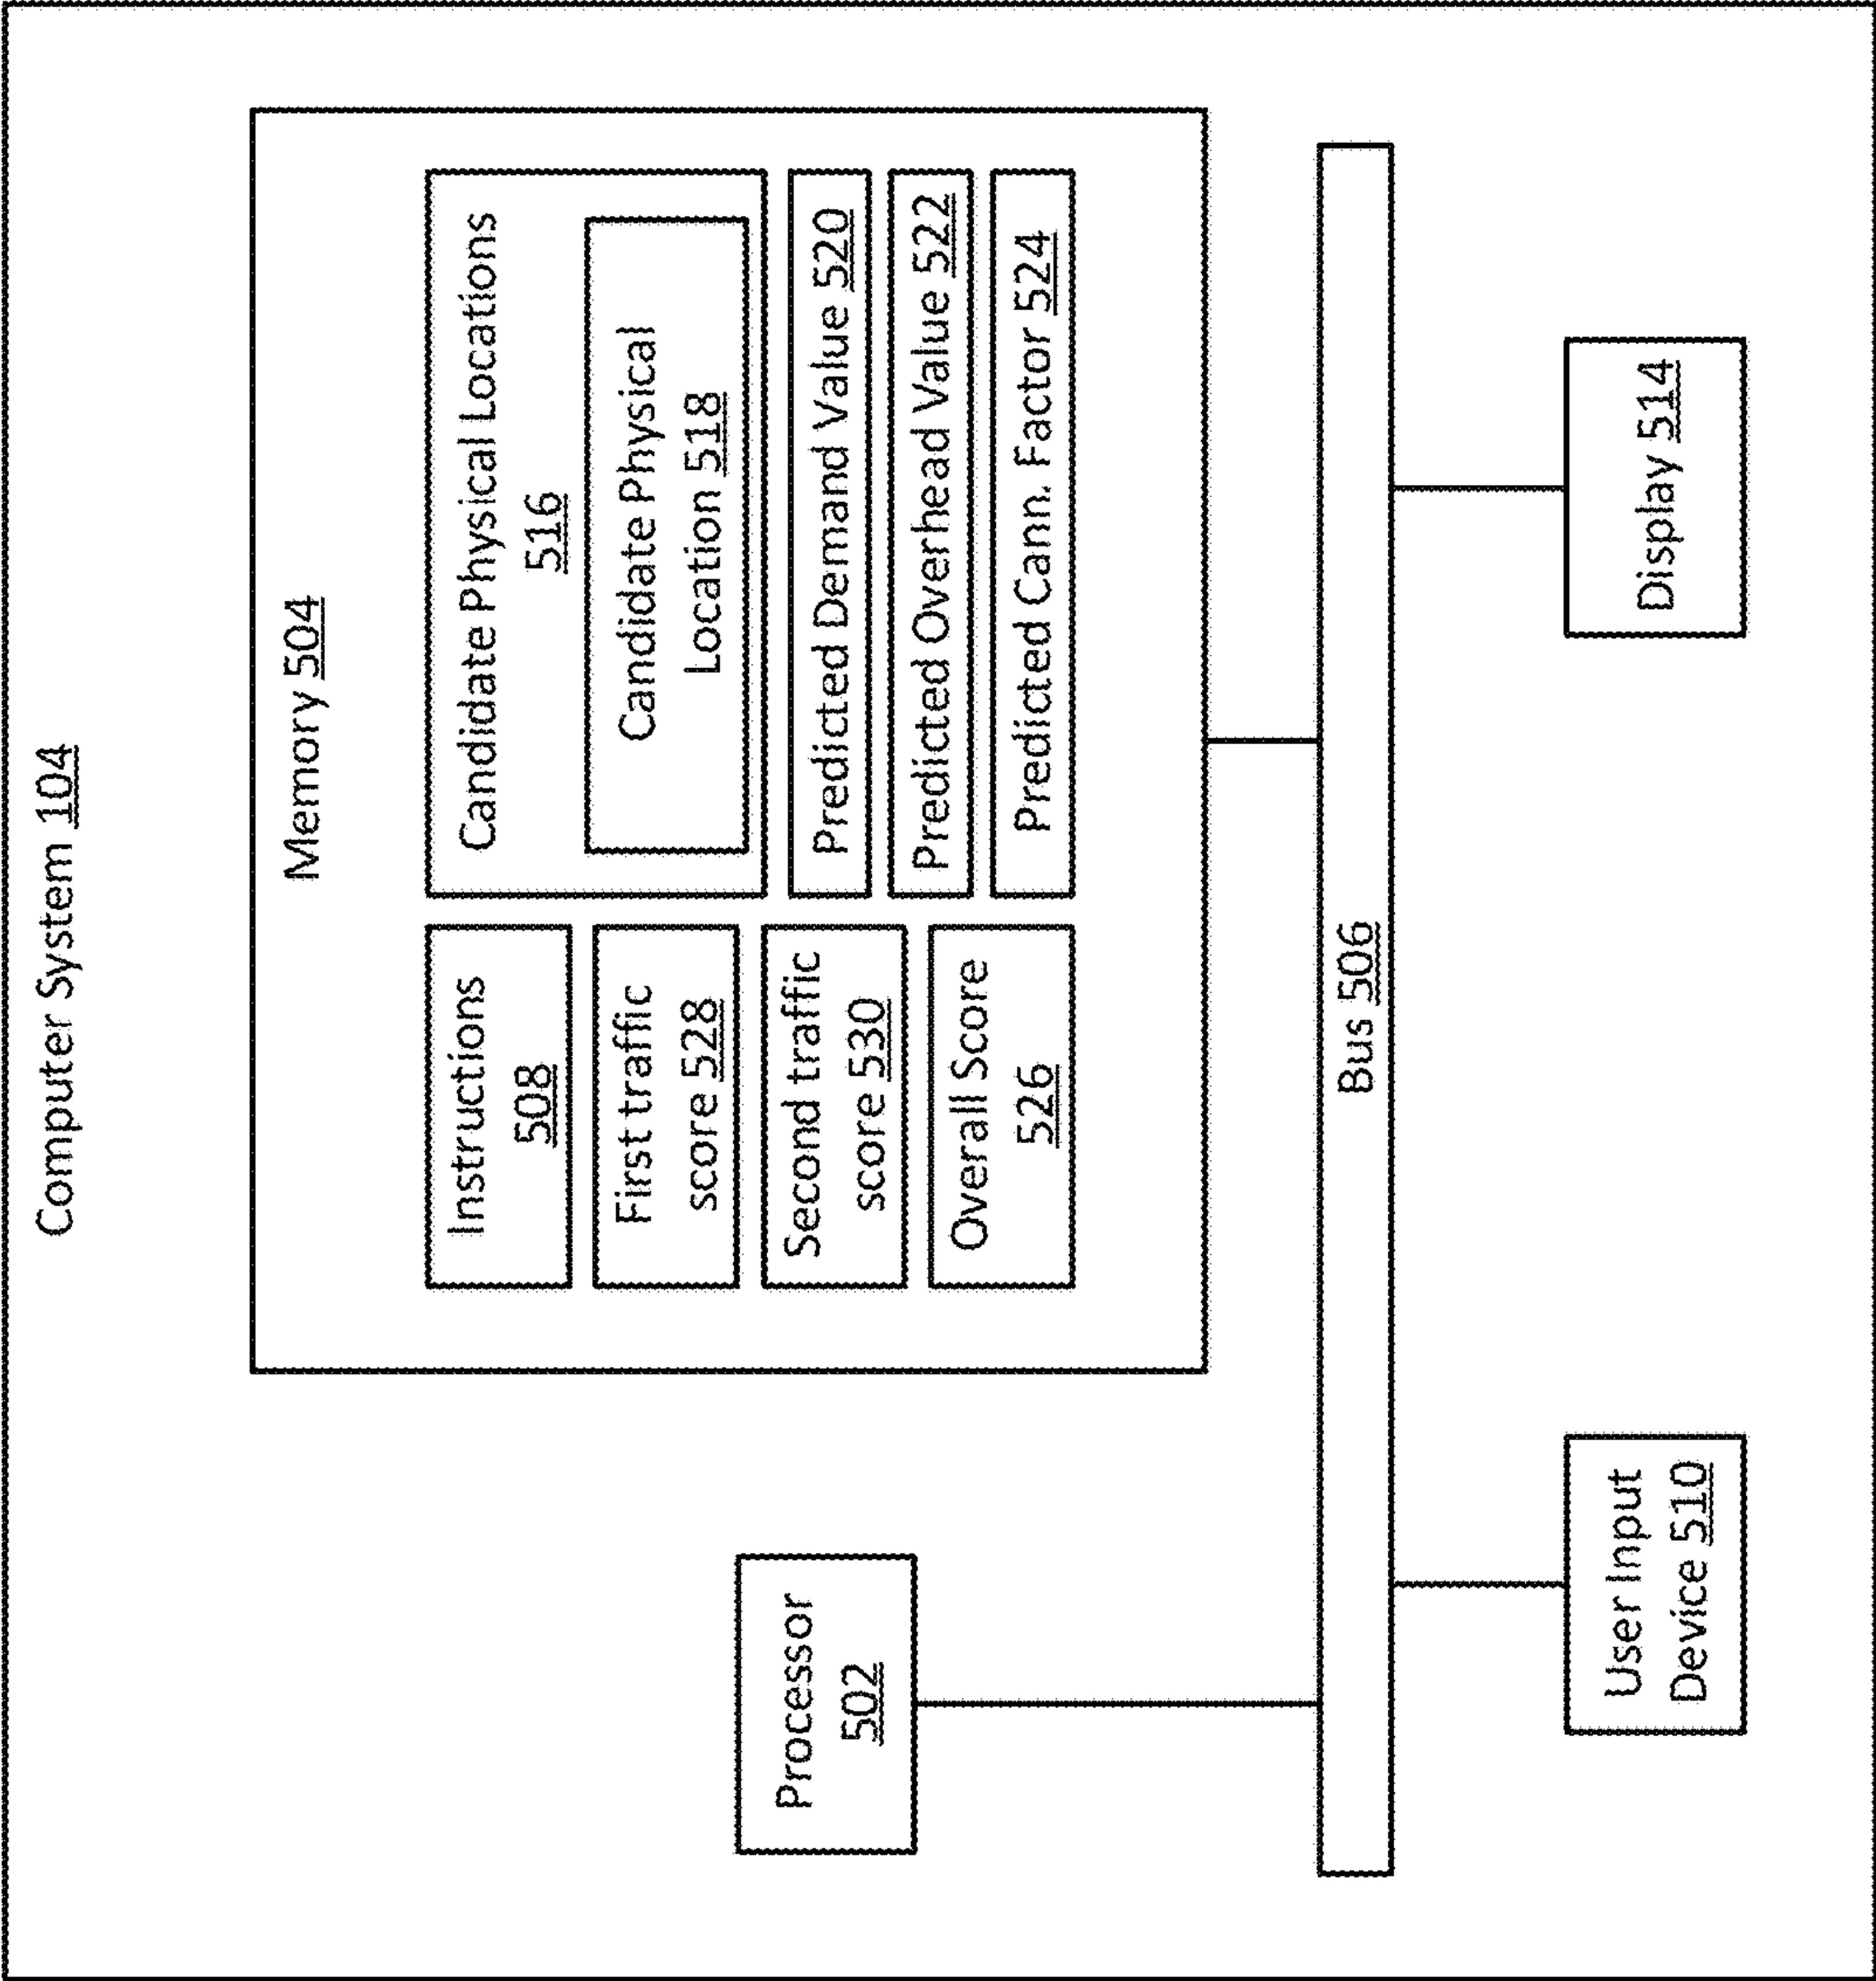 Computer System 104
Memory 504
Instructions
508
First traffic
score 528
Second traffic
score 530
Overall Score
526
Candidate Physical Locations
516
Candidate Physical
Location 518
Predicted Demand Value 520
Predicted Overhead Value 522
Predicted Cann. Factor 524
Processor
502
Bus 506
User Input
Device 510
Display 514